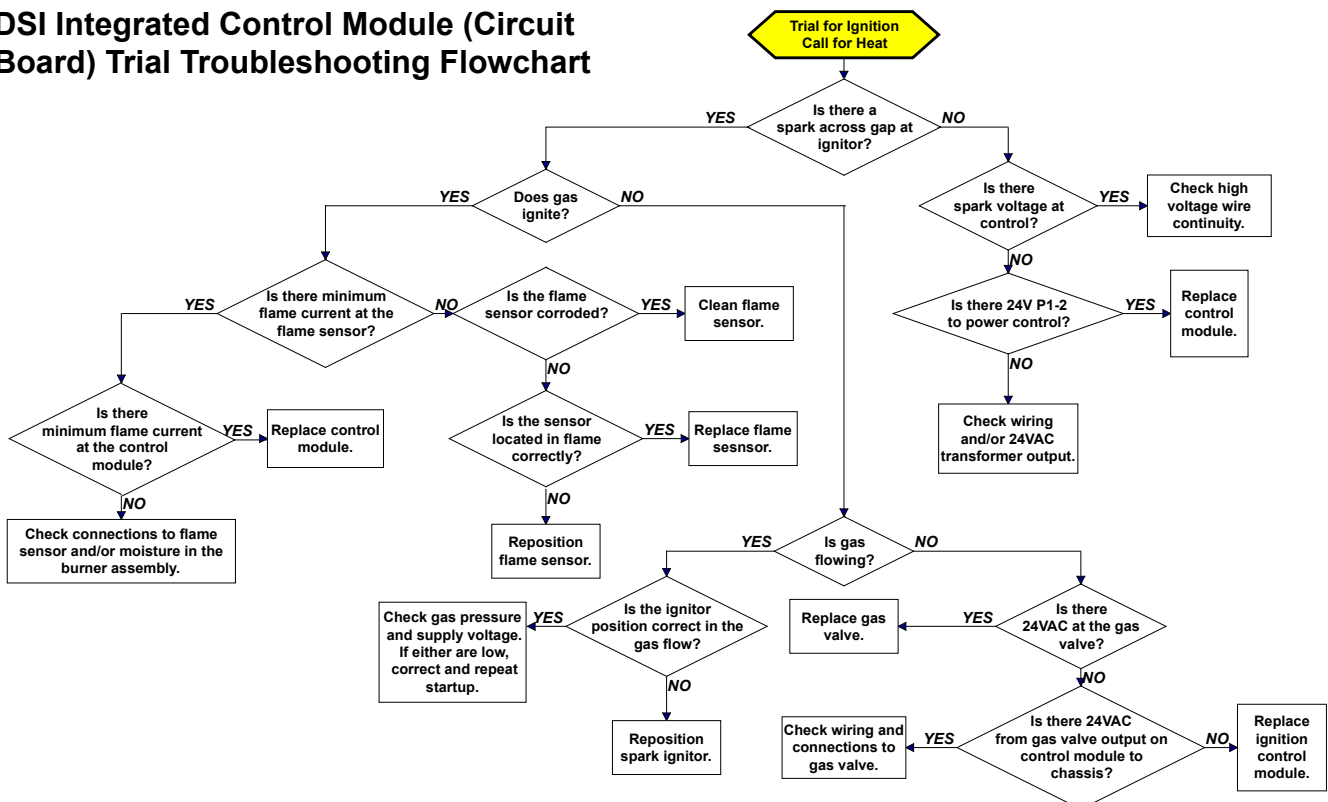 DSI Integrated Control Module (Circuit
Board) Trial Troubleshooting Flowchart
Trial for Ignition
Call for Heat
Is there a
spark across gap at
ignitor?
YES
NO
Does gas
ignite?
YES
NO
Is there
spark voltage at
control?
YES
Check high
voltage wire
continuity.
NO
Is there minimum
flame current at the
flame sensor?
YES
NO
Is the flame
sensor corroded?
YES
Clean flame
sensor.
NO
Is there 24V P1-2
to power control?
YES
Replace
control
module.
NO
Check wiring
and/or 24VAC
transformer output.
Is there
minimum flame current
at the control
module?
YES
Replace control
module.
NO
Check connections to flame
sensor and/or moisture in the
burner assembly.
Is the sensor
located in flame
correctly?
YES
Replace flame
sesnsor.
NO
Reposition
flame sensor.
Is gas
flowing?
YES
NO
Is the ignitor
position correct in the
gas flow?
YES
Check gas pressure
and supply voltage.
If either are low,
correct and repeat
startup.
NO
Reposition
spark ignitor.
Is there
24VAC at the gas
valve?
YES
Replace gas
valve.
NO
Is there 24VAC
from gas valve output on
control module to
chassis?
YES
Check wiring and
connections to
gas valve.
NO
Replace
ignition
control
module.